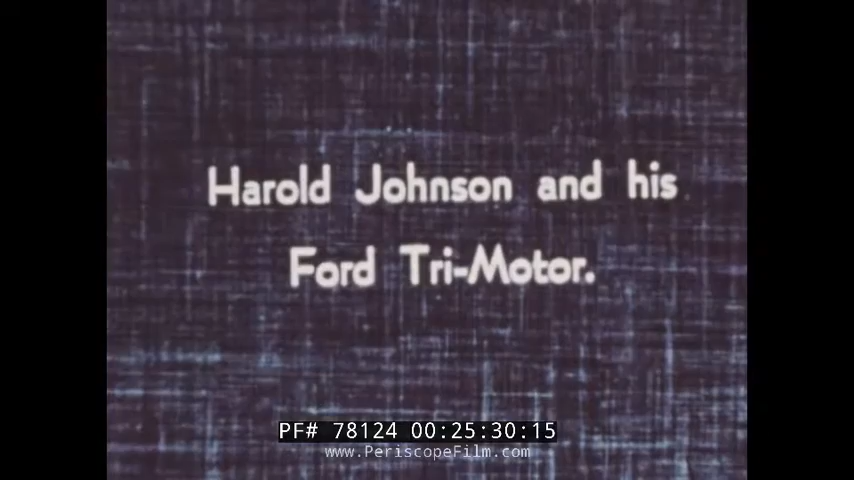 Harold Johnson and his
Ford Tri-Motor.
PF# 78124 00:25:30:15
www.PeriscopeFilm.com